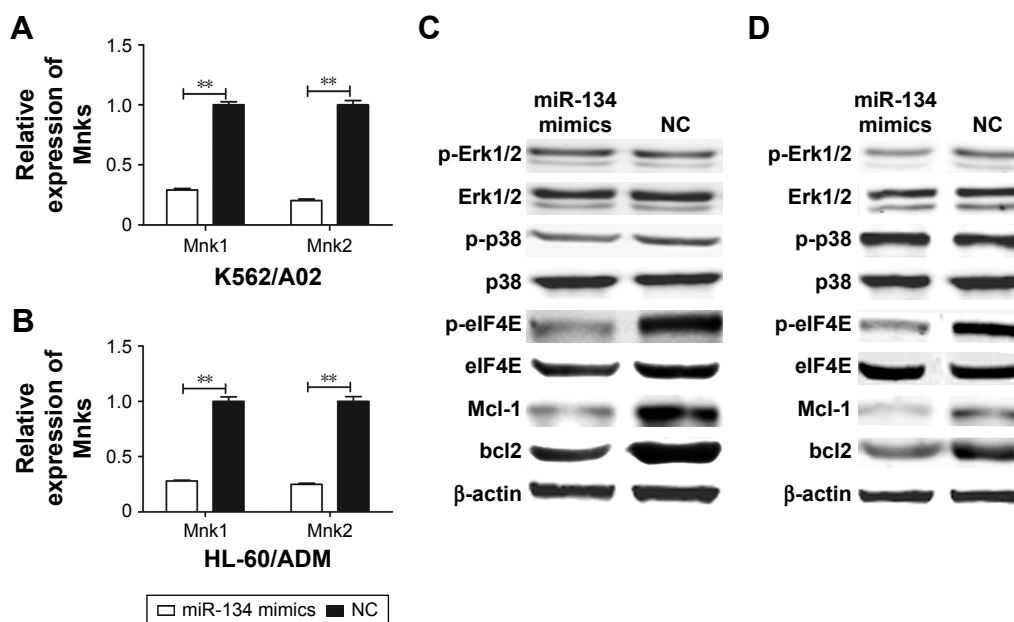 A
Relative
expression of
Mnks
1.5
1.0
0.5
0
**
**
Mnk1
Mnk2
K562/A02
B
Relative
expression of
Mnks
1.5
1.0
0.5
0
**
**
Mnk1
Mnk2
HL-60/ADM
miR-134 mimics
NC
C
miR-134
mimics
NC
p-Erk1/2
Erk1/2
p-p38
p38
p-eIF4E
eIF4E
Mcl-1
bcl2
β-actin
D
miR-134
mimics
NC
p-Erk1/2
Erk1/2
p-p38
p38
p-eIF4E
eIF4E
Mcl-1
bcl2
β-actin